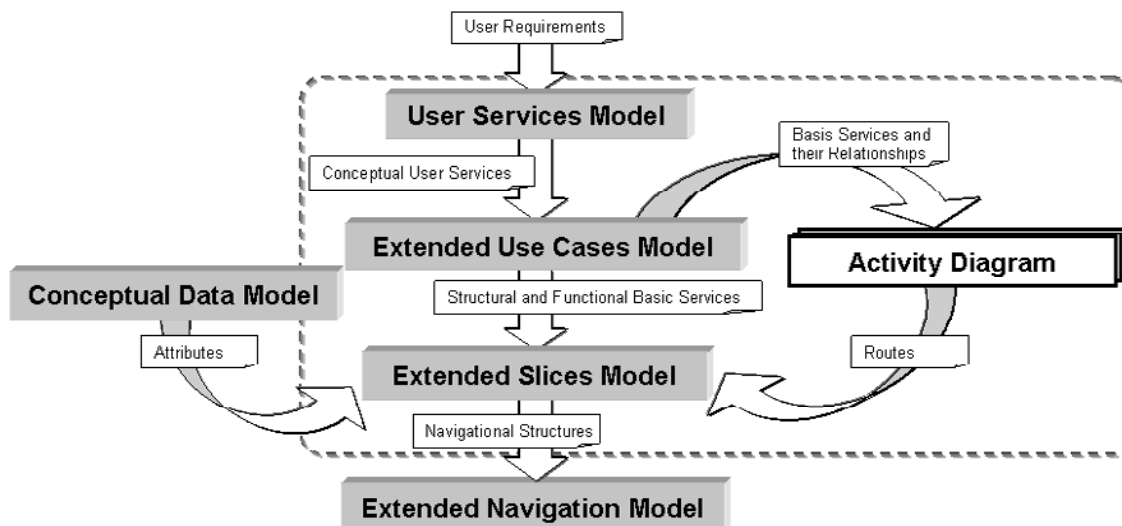 User Requirements
User Services Model
Basis Services and
their Relationships
Conceptual User Services
Extended Use Cases Model
Activity Diagram
Conceptual Data Model
Structural and Functional Basic Services
Attributes
Routes
Extended Slices Model
Navigational Structures
Extended Navigation Model